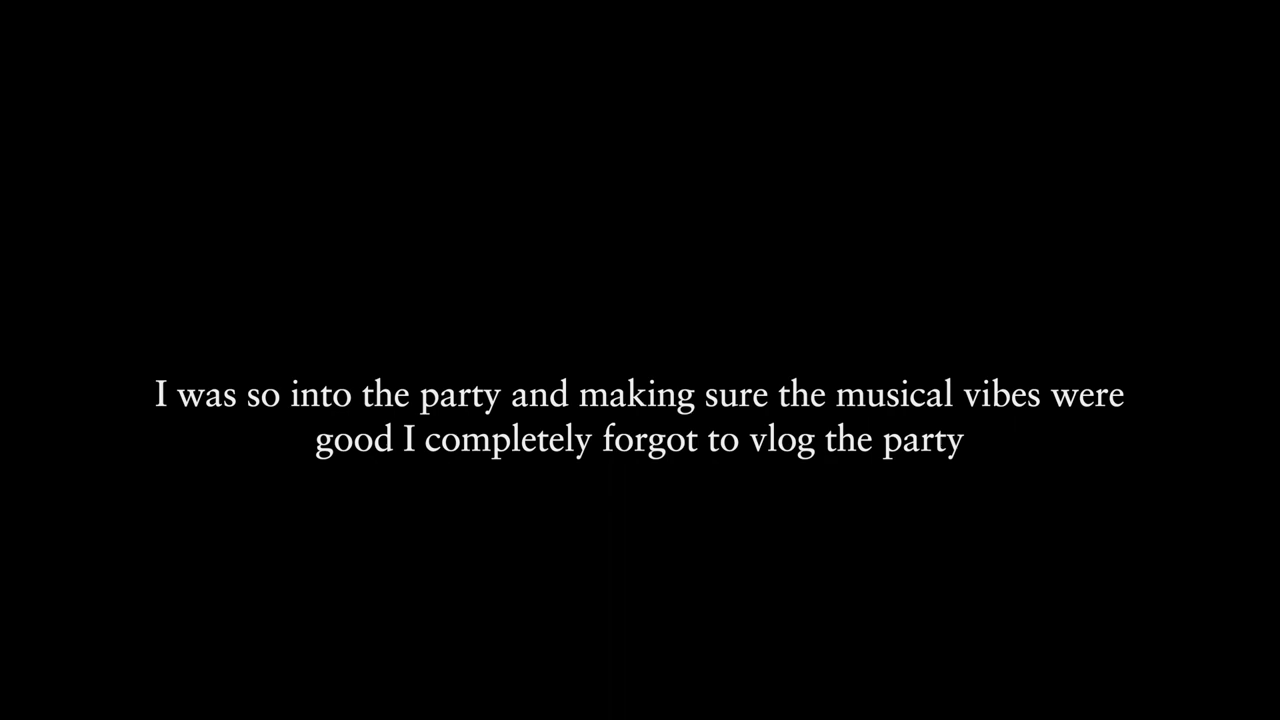 I was so into the party and making sure the musical vibes were
good I completely forgot to vlog the party